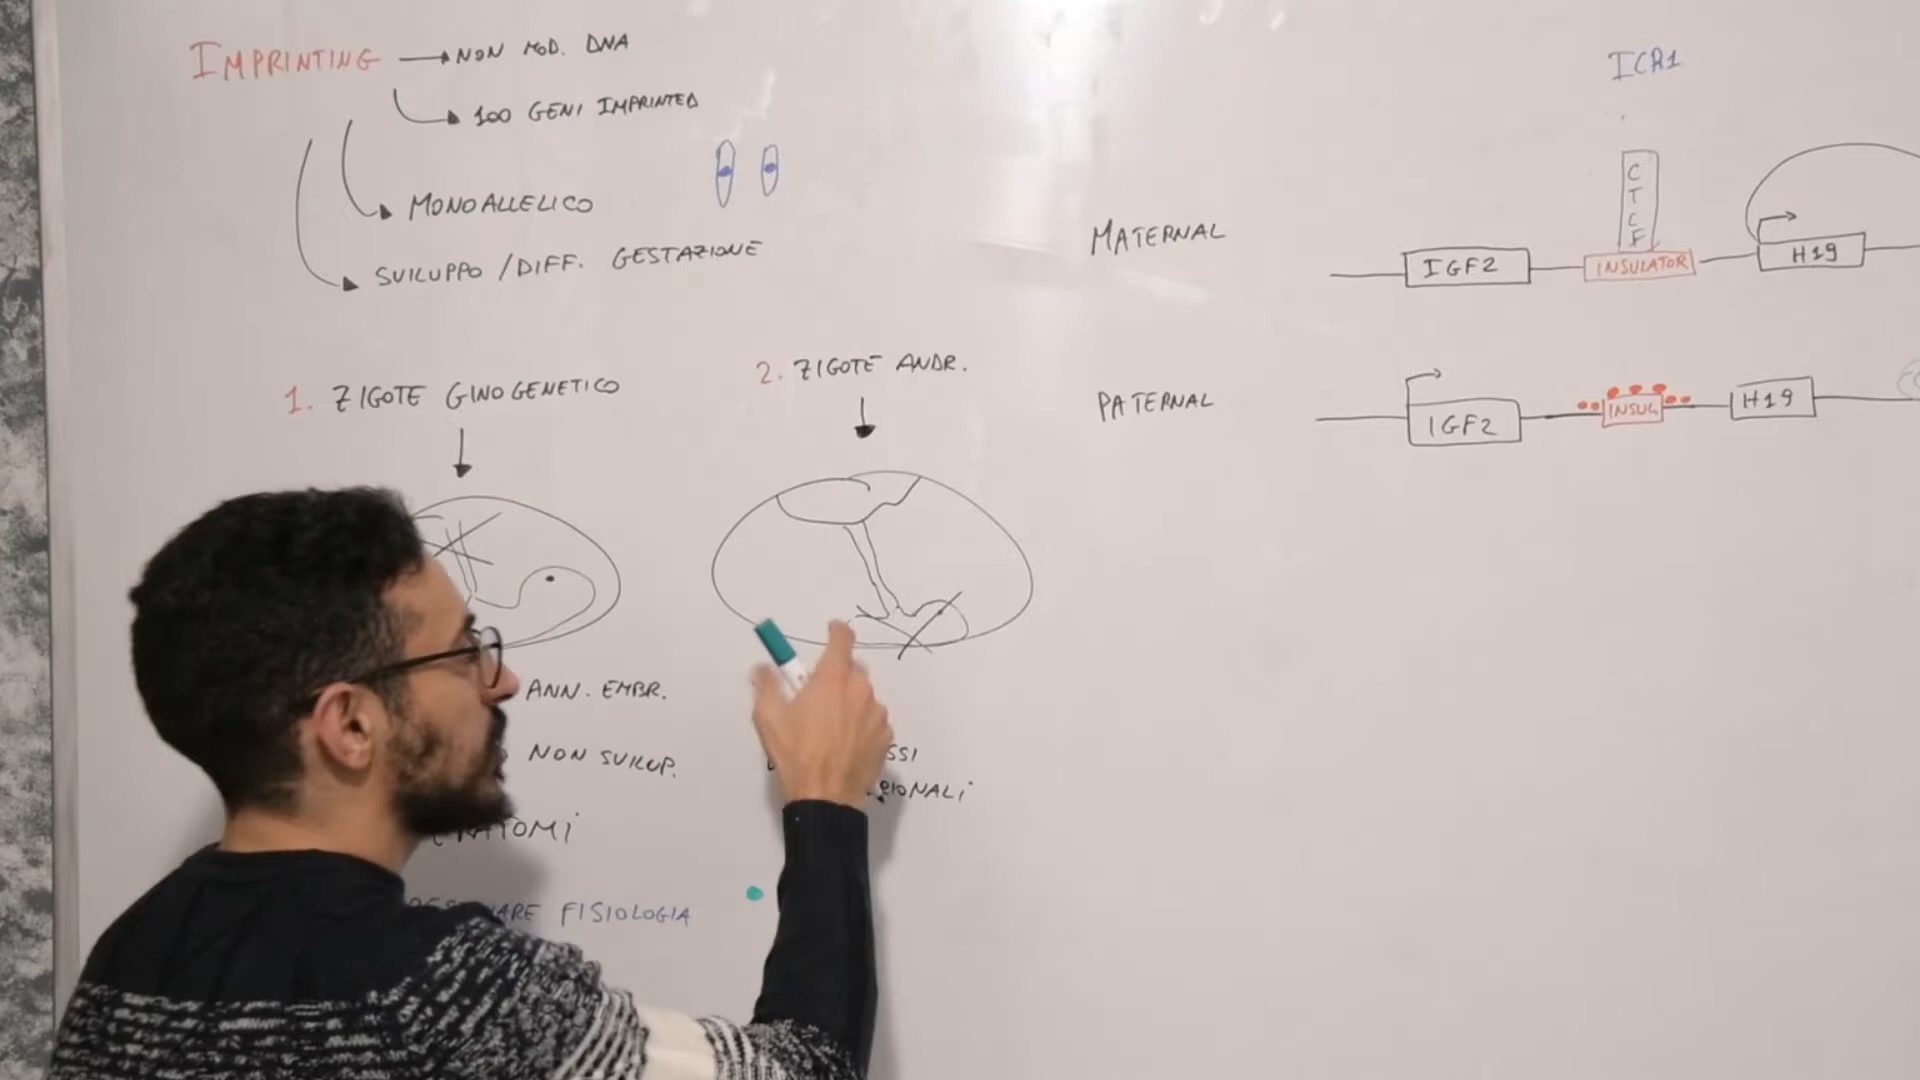 IMPRINTING
NON MOD. DNA
100 GENI IMPRINTED
MONOALLELICO
SVILUPPO / DIFF. GESTAZIONE
1. ZIGOTE GINOGENETICO
2. ZIGOTE ANDR.
ANN. EMBR.
NON SVILUP.
FISIOLOGIA
ICR1
MATERNAL
IGF2
CTCF
INSULATOR
H19
PATERNAL
IGF2
INSUL
H19